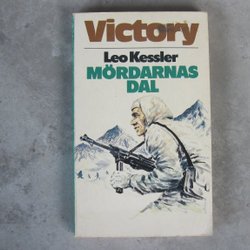 Victory
Leo Kessler
MÖRDARNAS
DAL